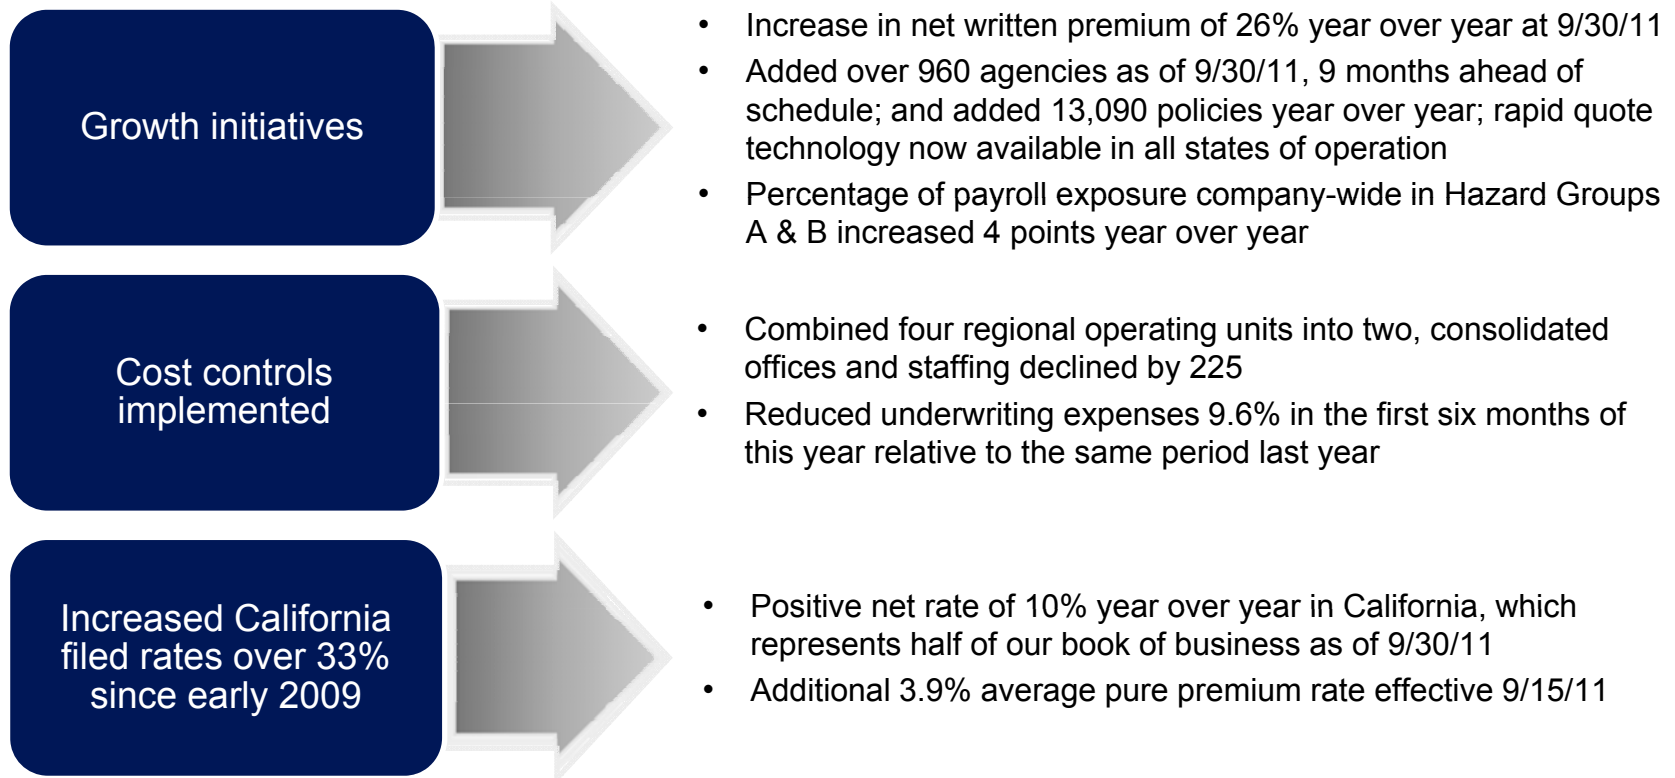 Growth initiatives
• Increase in net written premium of 26% year over year at 9/30/11
• Added over 960 agencies as of 9/30/11, 9 months ahead of
schedule; and added 13,090 policies year over year; rapid quote
technology now available in all states of operation
• Percentage of payroll exposure company-wide in Hazard Groups
A & B increased 4 points year over year
Cost controls
implemented
• Combined four regional operating units into two, consolidated
offices and staffing declined by 225
• Reduced underwriting expenses 9.6% in the first six months of
this year relative to the same period last year
Increased California
filed rates over 33%
since early 2009
• Positive net rate of 10% year over year in California, which
represents half of our book of business as of 9/30/11
• Additional 3.9% average pure premium rate effective 9/15/11